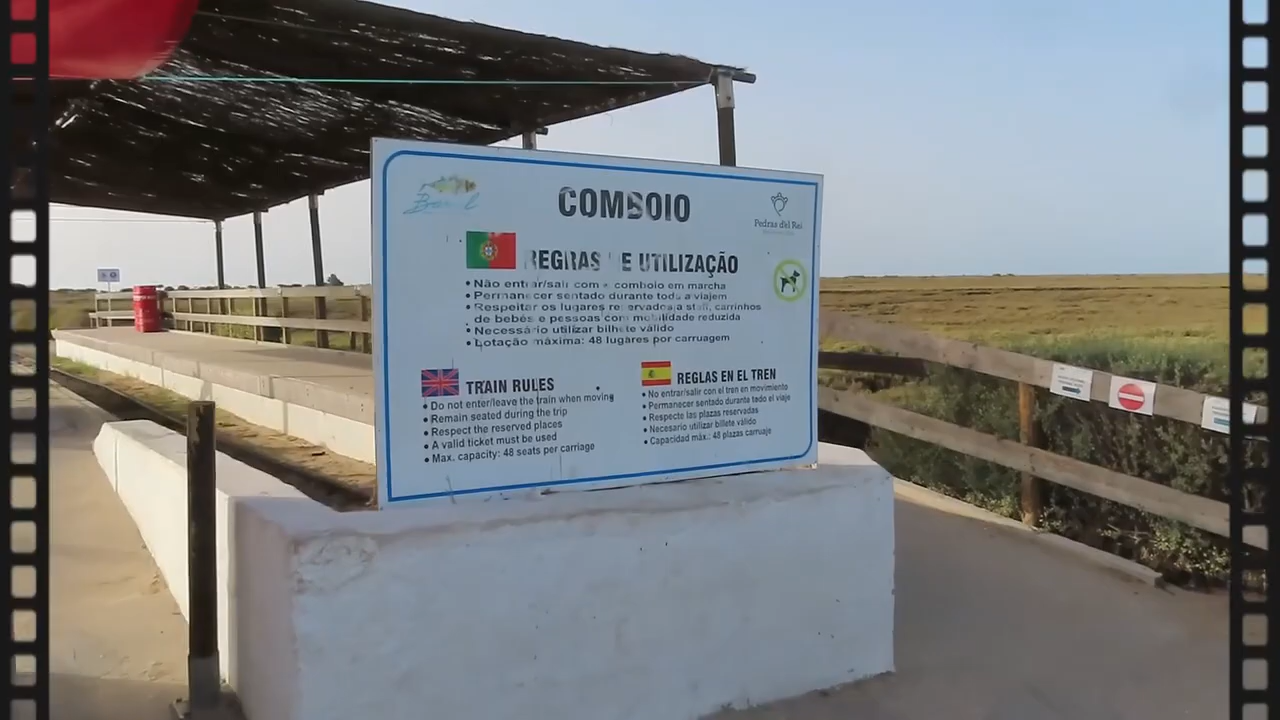 Barril
COMBOIO
Pedras del Rei
REGRAS DE UTILIZAÇÃO
• Não entrar/sair com o comboio em marcha
• Permanecer sentado durante toda a viajem
• Respeitar os lugares reservados a staff, carrinhos
de bebés e pessoas com mobilidade reduzida
• Necessário utilizar bilhete válido
• Lotação máxima: 48 lugares por carruagem
TRAIN RULES
• Do not enter/leave the train when moving
• Remain seated during the trip
• Respect the reserved places
• A valid ticket must be used
• Max. capacity: 48 seats per carriage
REGLAS EN EL TREN
• No entrar/salir con el tren en movimiento
• Permanecer sentado durante todo el viaje
• Respecte las plazas reservadas
• Necesario utilizar billete válido
• Capacidad máx.: 48 plazas carruaje